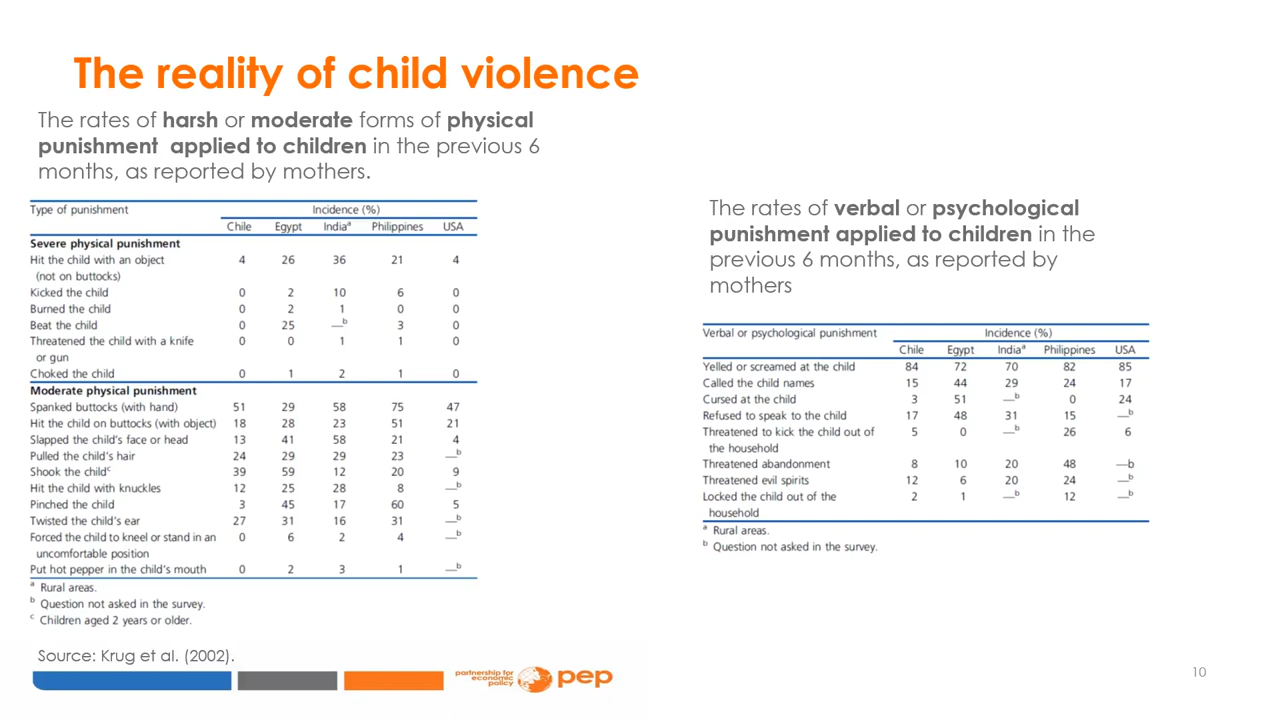 The reality of child violence
The rates of harsh or moderate forms of physical
punishment applied to children in the previous 6
months, as reported by mothers.
Type of punishment Incidence (%)
Chile Egypt Indiaᵃ Philippines USA
Severe physical punishment
Hit the child with an object 4 26 36 21 4
(not on buttocks)
Kicked the child 0 2 10 6 0
Burned the child 0 2 1 0 0
Beat the child 0 25 —ᵇ 3 0
Threatened the child with a knife 0 0 1 1 0
or gun
Choked the child 0 1 2 1 0
Moderate physical punishment
Spanked buttocks (with hand) 51 29 58 75 47
Hit the child on buttocks (with object) 18 28 23 51 21
Slapped the child's face or head 13 41 58 21 4
Pulled the child's hair 24 29 29 23 —ᵇ
Shook the childᶜ 39 59 12 20 9
Hit the child with knuckles 12 25 28 8 —ᵇ
Pinched the child 3 45 17 60 5
Twisted the child's ear 27 31 16 31 —ᵇ
Forced the child to kneel or stand in an 0 6 2 4 —ᵇ
uncomfortable position
Put hot pepper in the child's mouth 0 2 3 1 —ᵇ
ᵃ Rural areas.
ᵇ Question not asked in the survey.
ᶜ Children aged 2 years or older.
Source: Krug et al. (2002).
The rates of verbal or psychological
punishment applied to children in the
previous 6 months, as reported by
mothers
Verbal or psychological punishment Incidence (%)
Chile Egypt Indiaᵃ Philippines USA
Yelled or screamed at the child 84 72 70 82 85
Called the child names 15 44 29 24 17
Cursed at the child 3 51 —ᵇ 0 24
Refused to speak to the child 17 48 31 15 —ᵇ
Threatened to kick the child out of 5 0 —ᵇ 26 6
the household
Threatened abandonment 8 10 20 48 —b
Threatened evil spirits 12 6 20 24 —ᵇ
Locked the child out of the 2 1 —ᵇ 12 —ᵇ
household
ᵃ Rural areas.
ᵇ Question not asked in the survey.
partnership for
economic
policy
pep
10